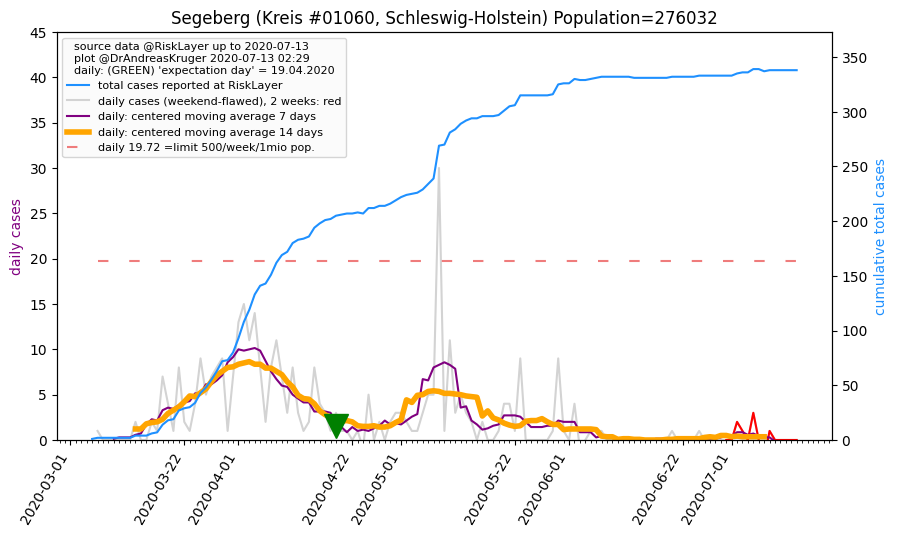 Segeberg (Kreis #01060, Schleswig-Holstein) Population=276032
source data @RiskLayer up to 2020-07-13
plot @DrAndreasKruger 2020-07-13 02:29
daily: (GREEN) 'expectation day' = 19.04.2020
total cases reported at RiskLayer
daily cases (weekend-flawed), 2 weeks: red
daily: centered moving average 7 days
daily: centered moving average 14 days
daily 19.72 =limit 500/week/1mio pop.
daily cases
45
40
35
30
25
20
15
10
5
0
350
300
250
200
150
100
50
0
cumulative total cases
2020-03-01
2020-03-22
2020-04-01
2020-04-22
2020-05-01
2020-05-22
2020-06-01
2020-06-22
2020-07-01